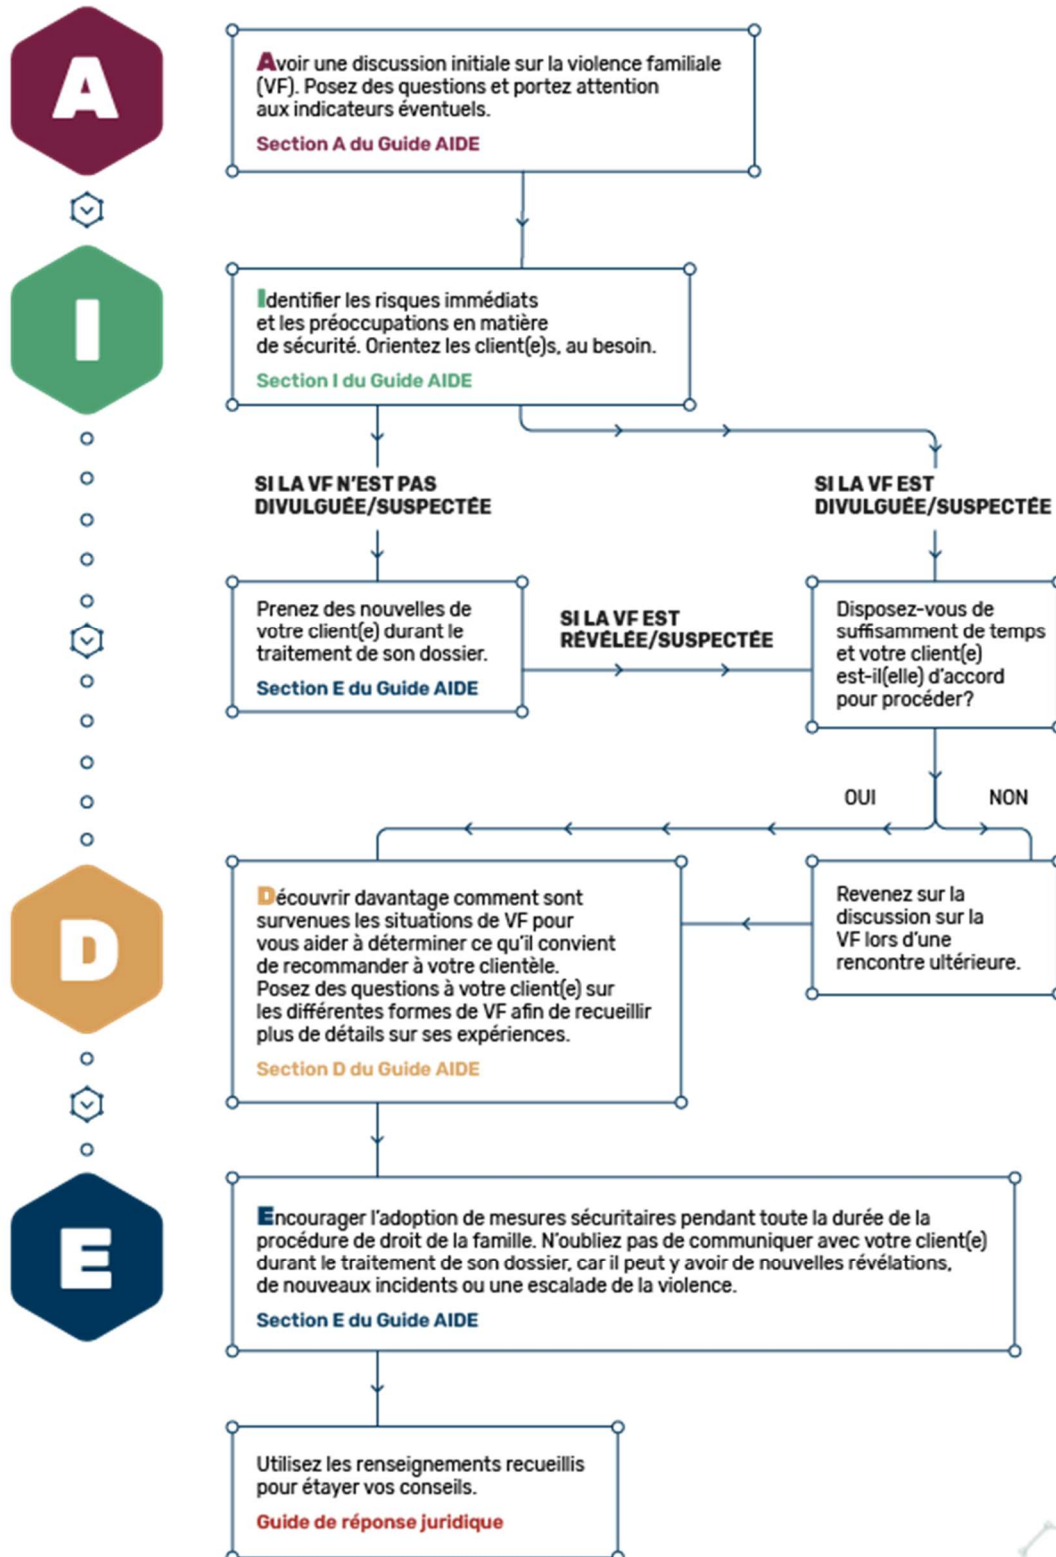 A
Avoir une discussion initiale sur la violence familiale
(VF). Posez des questions et portez attention
aux indicateurs éventuels.
Section A du Guide AIDE
I
Identifier les risques immédiats
et les préoccupations en matière
de sécurité. Orientez les client(e)s, au besoin.
Section I du Guide AIDE
SI LA VF N'EST PAS
DIVULGUÉE/SUSPECTÉE
SI LA VF EST
DIVULGUÉE/SUSPECTÉE
Prenez des nouvelles de
votre client(e) durant le
traitement de son dossier.
Section E du Guide AIDE
SI LA VF EST
RÉVÉLÉE/SUSPECTÉE
Disposez-vous de
suffisamment de temps
et votre client(e)
est-il(elle) d'accord
pour procéder?
OUI
NON
D
Découvrir davantage comment sont
survenues les situations de VF pour
vous aider à déterminer ce qu'il convient
de recommander à votre clientèle.
Posez des questions à votre client(e) sur
les différentes formes de VF afin de recueillir
plus de détails sur ses expériences.
Section D du Guide AIDE
Revenez sur la
discussion sur la
VF lors d'une
rencontre ultérieure.
E
Encourager l'adoption de mesures sécuritaires pendant toute la durée de la
procédure de droit de la famille. N'oubliez pas de communiquer avec votre client(e)
durant le traitement de son dossier, car il peut y avoir de nouvelles révélations,
de nouveaux incidents ou une escalade de la violence.
Section E du Guide AIDE
Utilisez les renseignements recueillis
pour étayer vos conseils.
Guide de réponse juridique